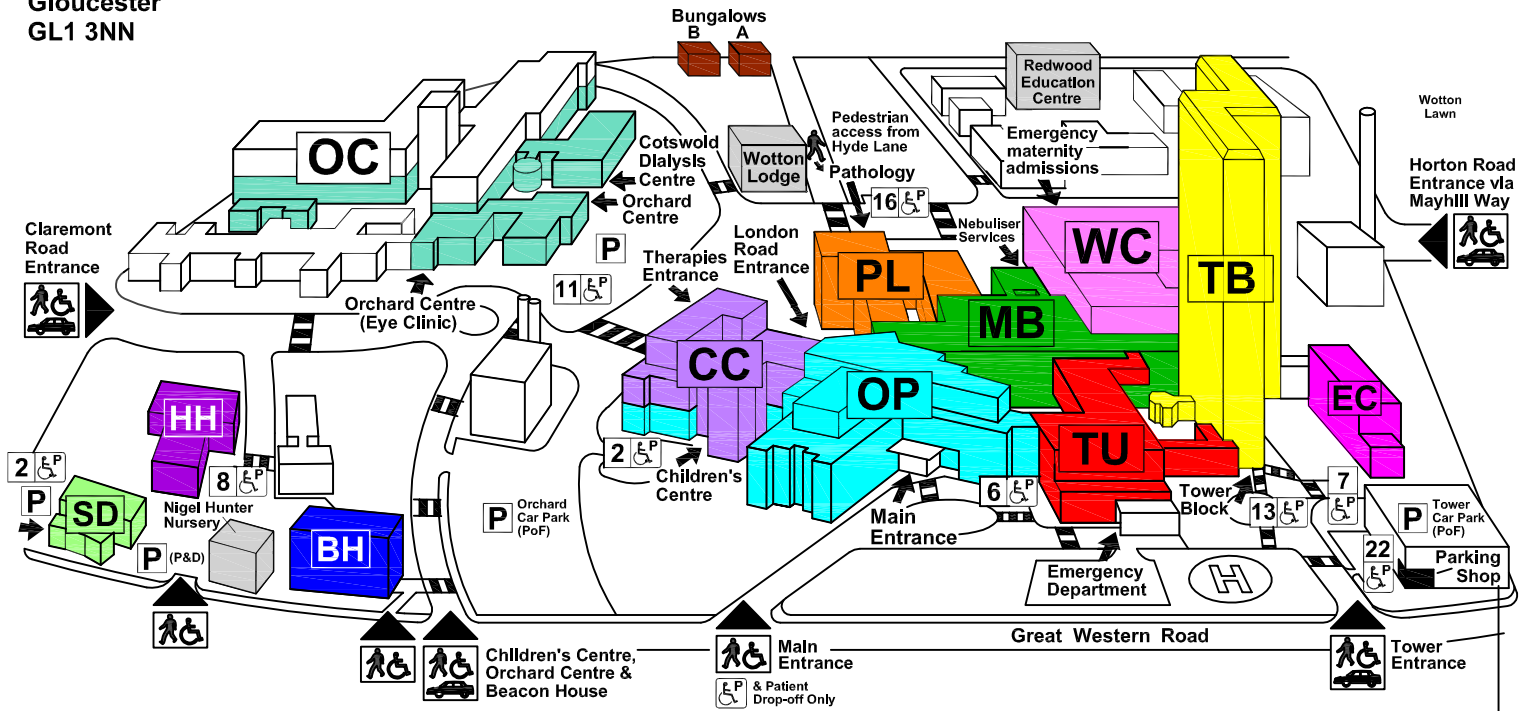 Gloucester
GL1 3NN
Bungalows
B A
Redwood
Education
Centre
Wotton
Lawn
Pedestrian
access from
Hyde Lane
Emergency
maternity
admissions
OC
Cotswold
Dialysis
Centre
Orchard
Centre
Wotton
Lodge
Pathology
16 P
Horton Road
Entrance via
Mayhill Way
Nebuliser
Services
Claremont
Road
Entrance
P
11 P
Therapies
Entrance
London
Road
Entrance
PL
WC
TB
MB
Orchard Centre
(Eye Clinic)
CC
OP
EC
HH
TU
2 P
P
SD
8 P
Nigel Hunter
Nursery
P (P&D)
BH
2 P
Children's
Centre
P Orchard
Car Park
(PoF)
6 P
Main
Entrance
Tower
Block
13 P
7
P
P Tower
Car Park
(PoF)
22
P
Parking
Shop
Emergency
Department
H
Great Western Road
Children's Centre,
Orchard Centre &
Beacon House
Main
Entrance
P & Patient
Drop-off Only
Tower
Entrance